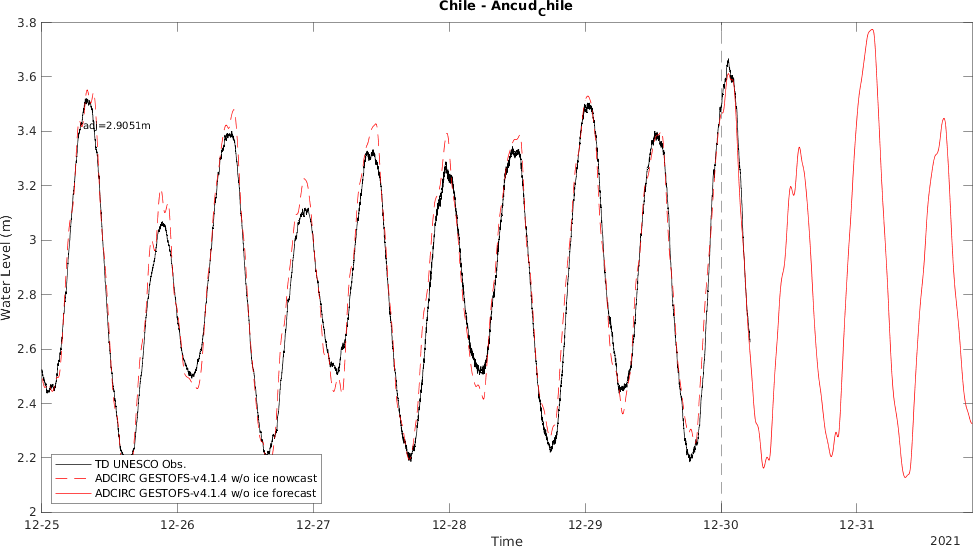 Chile - Ancud_Chile
3.8
3.6
3.4
3.2
3
2.8
2.6
2.4
2.2
2
Water Level (m)
adj=2.9051m
TD UNESCO Obs.
ADCIRC GESTOFS-v4.1.4 w/o ice nowcast
ADCIRC GESTOFS-v4.1.4 w/o ice forecast
12-25 12-26 12-27 12-28 12-29 12-30 12-31
Time
2021